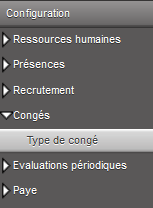 Configuration
Ressources humaines
Présences
Recrutement
Congés
Type de congé
Evaluations périodiques
Paye